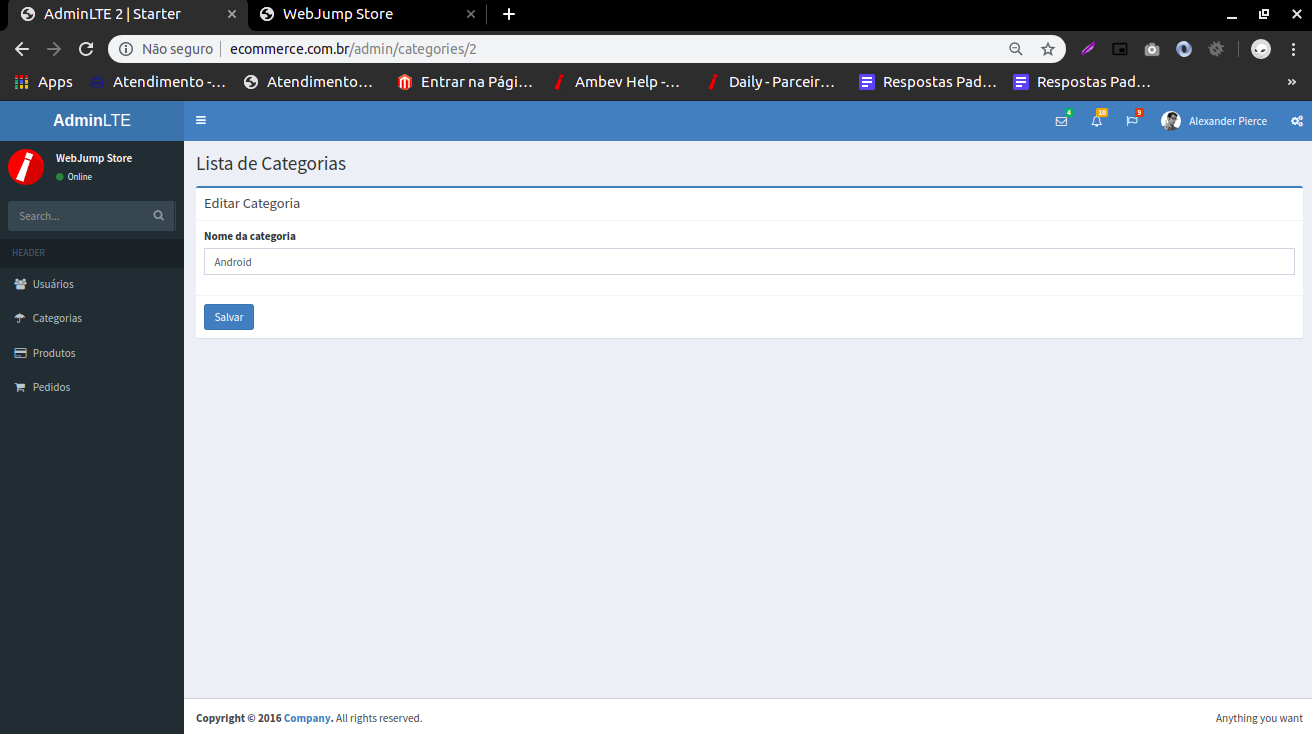 AdminLTE 2 | Starter
WebJump Store
Não seguro
ecommerce.com.br/admin/categories/2
Apps
Atendimento -...
Atendimento...
Entrar na Pági...
Ambev Help -...
Daily - Parceir...
Respostas Pad...
Respostas Pad...
»
AdminLTE
4
10
9
Alexander Pierce
WebJump Store
Online
Search...
HEADER
Usuários
Categorias
Produtos
Pedidos
Lista de Categorias
Editar Categoria
Nome da categoria
Android
Salvar
Copyright © 2016 Company. All rights reserved.
Anything you want